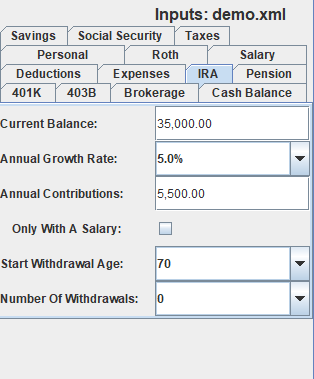 Inputs: demo.xml
Savings Social Security Taxes
Personal Roth Salary
Deductions Expenses IRA Pension
401K 403B Brokerage Cash Balance
Current Balance: 35,000.00
Annual Growth Rate: 5.0%
Annual Contributions: 5,500.00
Only With A Salary:
Start Withdrawal Age: 70
Number Of Withdrawals: 0